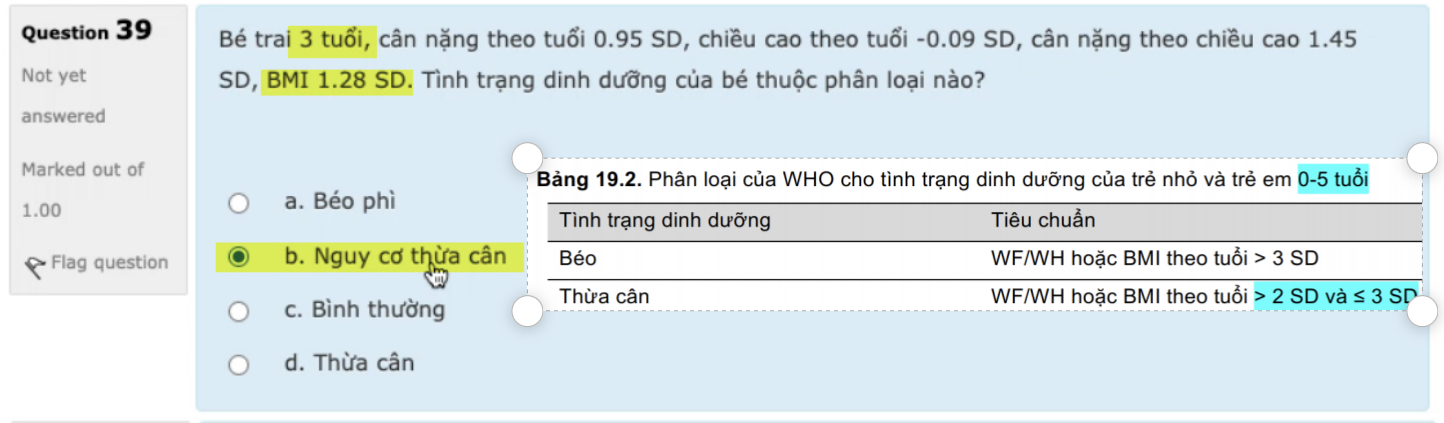 Question 39
Not yet
answered
Marked out of
1.00
Flag question
Bé trai 3 tuổi, cân nặng theo tuổi 0.95 SD, chiều cao theo tuổi -0.09 SD, cân nặng theo chiều cao 1.45
SD, BMI 1.28 SD. Tình trạng dinh dưỡng của bé thuộc phân loại nào?
a. Béo phì
b. Nguy cơ thừa cân
c. Bình thường
d. Thừa cân
Bảng 19.2. Phân loại của WHO cho tình trạng dinh dưỡng của trẻ nhỏ và trẻ em 0-5 tuổi
Tình trạng dinh dưỡng Tiêu chuẩn
Béo WF/WH hoặc BMI theo tuổi > 3 SD
Thừa cân WF/WH hoặc BMI theo tuổi > 2 SD và ≤ 3 SD